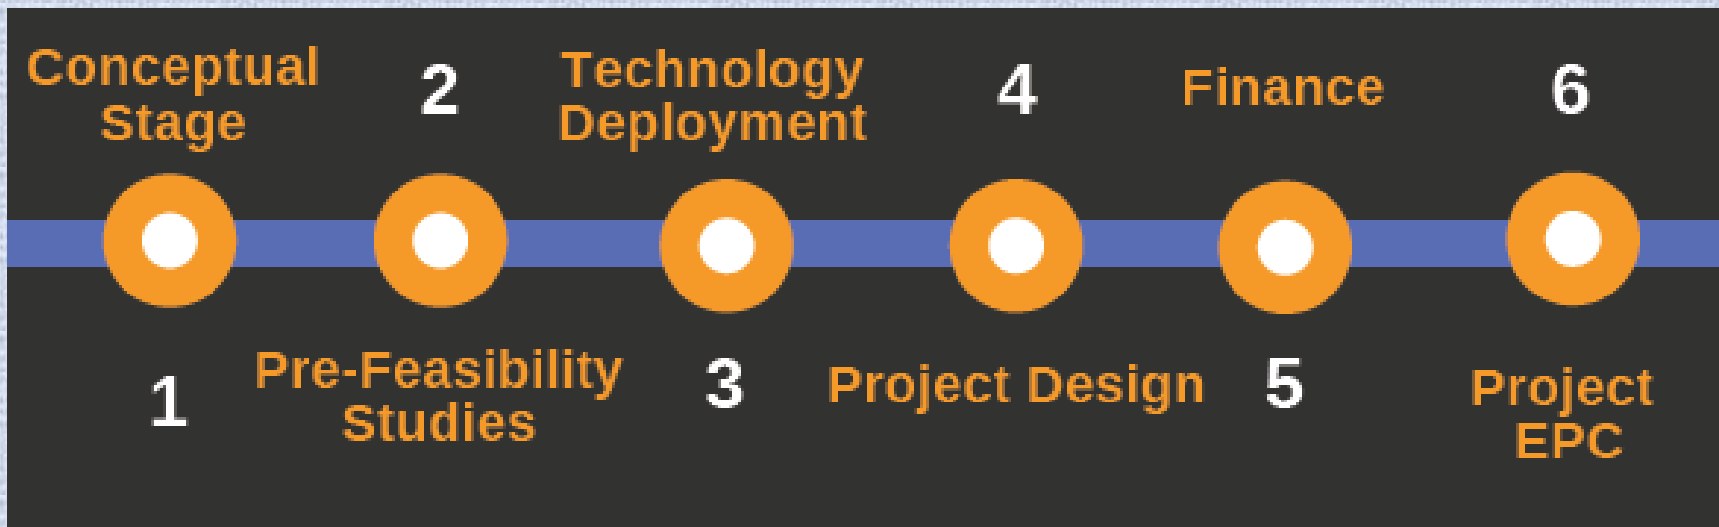 Conceptual
Stage
1
2
Pre-Feasibility
Studies
Technology
Deployment
3
4
Project Design
Finance
5
6
Project
EPC